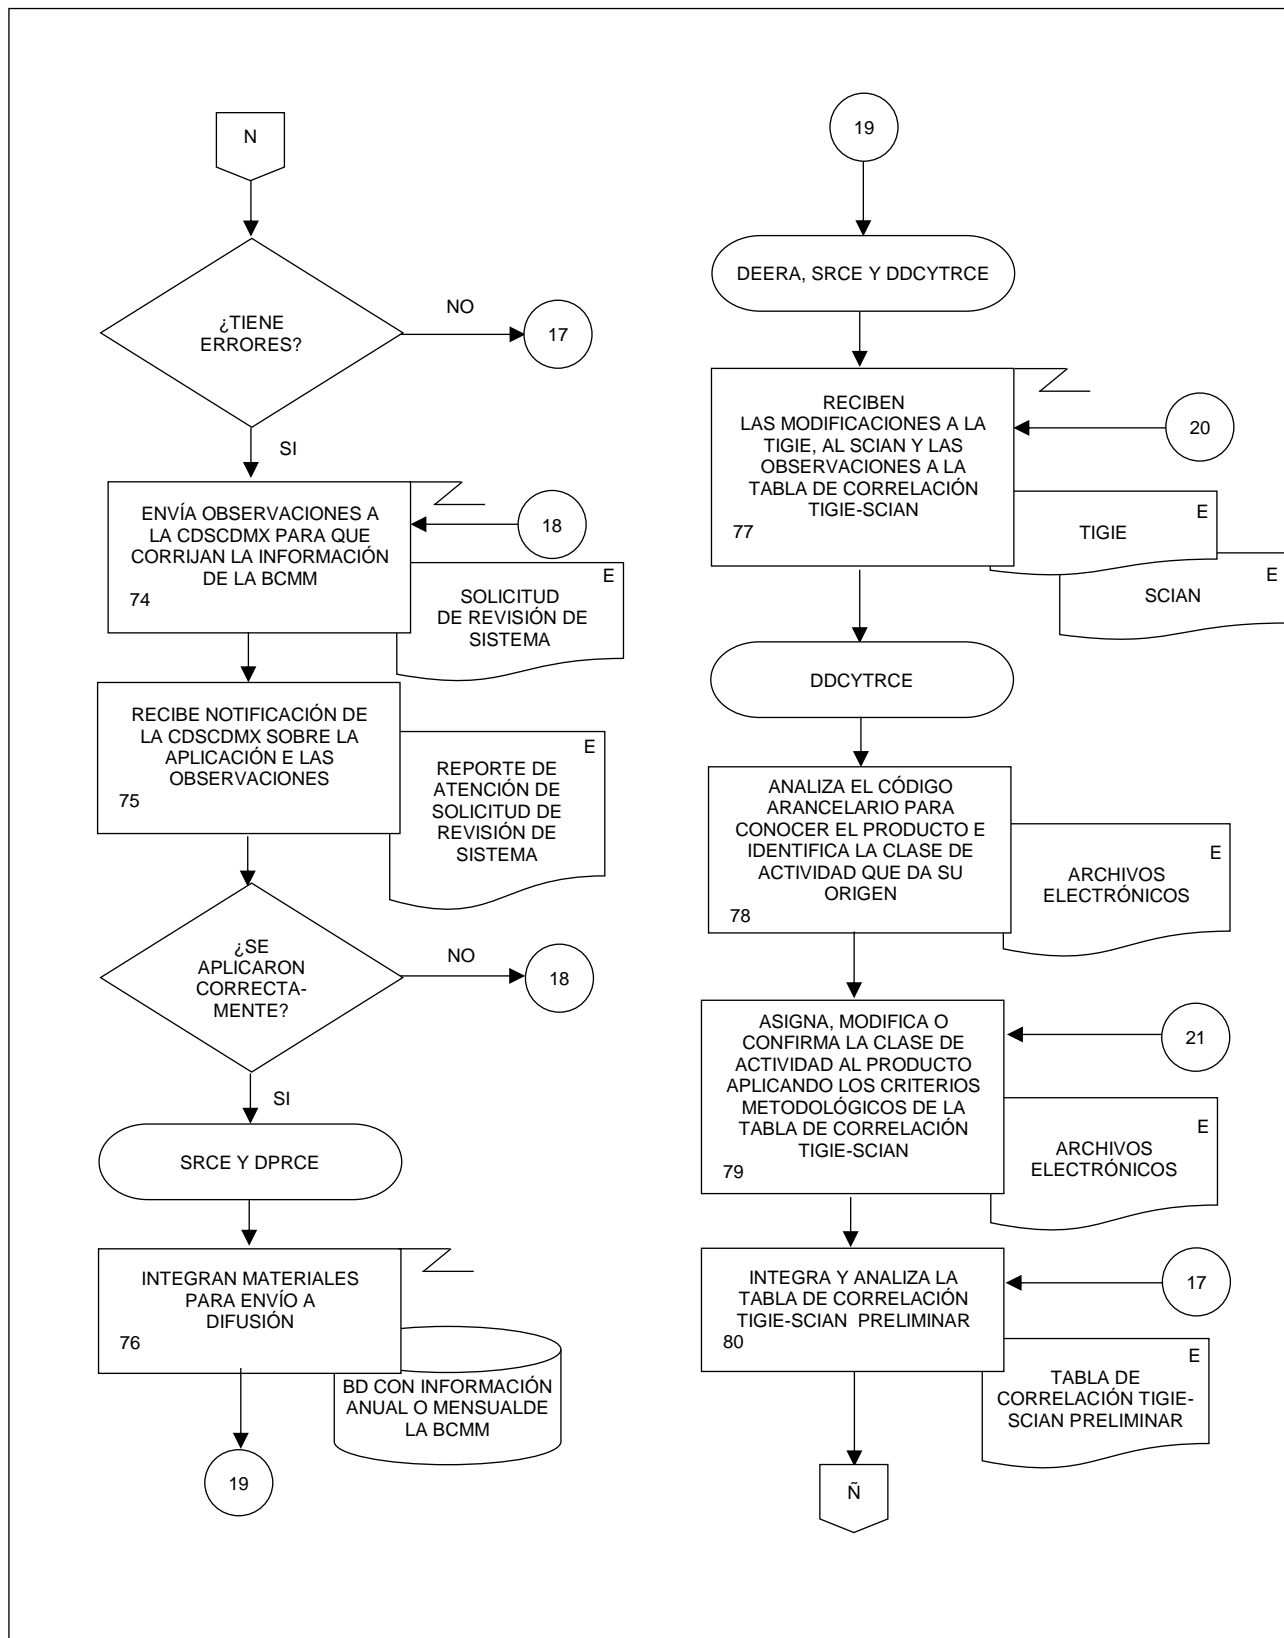 N
¿TIENE
ERRORES?
NO
17
SI
ENVÍA OBSERVACIONES A
LA CDSCDMX PARA QUE
CORRIJAN LA INFORMACIÓN
DE LA BCMM
74
18
E
SOLICITUD
DE REVISIÓN DE
SISTEMA
RECIBE NOTIFICACIÓN DE
LA CDSCDMX SOBRE LA
APLICACIÓN E LAS
OBSERVACIONES
75
E
REPORTE DE
ATENCIÓN DE
SOLICITUD DE
REVISIÓN DE
SISTEMA
¿SE
APLICARON
CORRECTA-
MENTE?
NO
18
SI
SRCE Y DPRCE
INTEGRAN MATERIALES
PARA ENVÍO A
DIFUSIÓN
76
BD CON INFORMACIÓN
ANUAL O MENSUALDE
LA BCMM
19
19
DEERA, SRCE Y DDCYTRCE
RECIBEN
LAS MODIFICACIONES A LA
TIGIE, AL SCIAN Y LAS
OBSERVACIONES A LA
TABLA DE CORRELACIÓN
TIGIE-SCIAN
77
20
E
TIGIE
E
SCIAN
DDCYTRCE
ANALIZA EL CÓDIGO
ARANCELARIO PARA
CONOCER EL PRODUCTO E
IDENTIFICA LA CLASE DE
ACTIVIDAD QUE DA SU
ORIGEN
78
E
ARCHIVOS
ELECTRÓNICOS
ASIGNA, MODIFICA O
CONFIRMA LA CLASE DE
ACTIVIDAD AL PRODUCTO
APLICANDO LOS CRITERIOS
METODOLÓGICOS DE LA
TABLA DE CORRELACIÓN
TIGIE-SCIAN
79
21
E
ARCHIVOS
ELECTRÓNICOS
INTEGRA Y ANALIZA LA
TABLA DE CORRELACIÓN
TIGIE-SCIAN PRELIMINAR
80
17
E
TABLA DE
CORRELACIÓN TIGIE-
SCIAN PRELIMINAR
Ñ